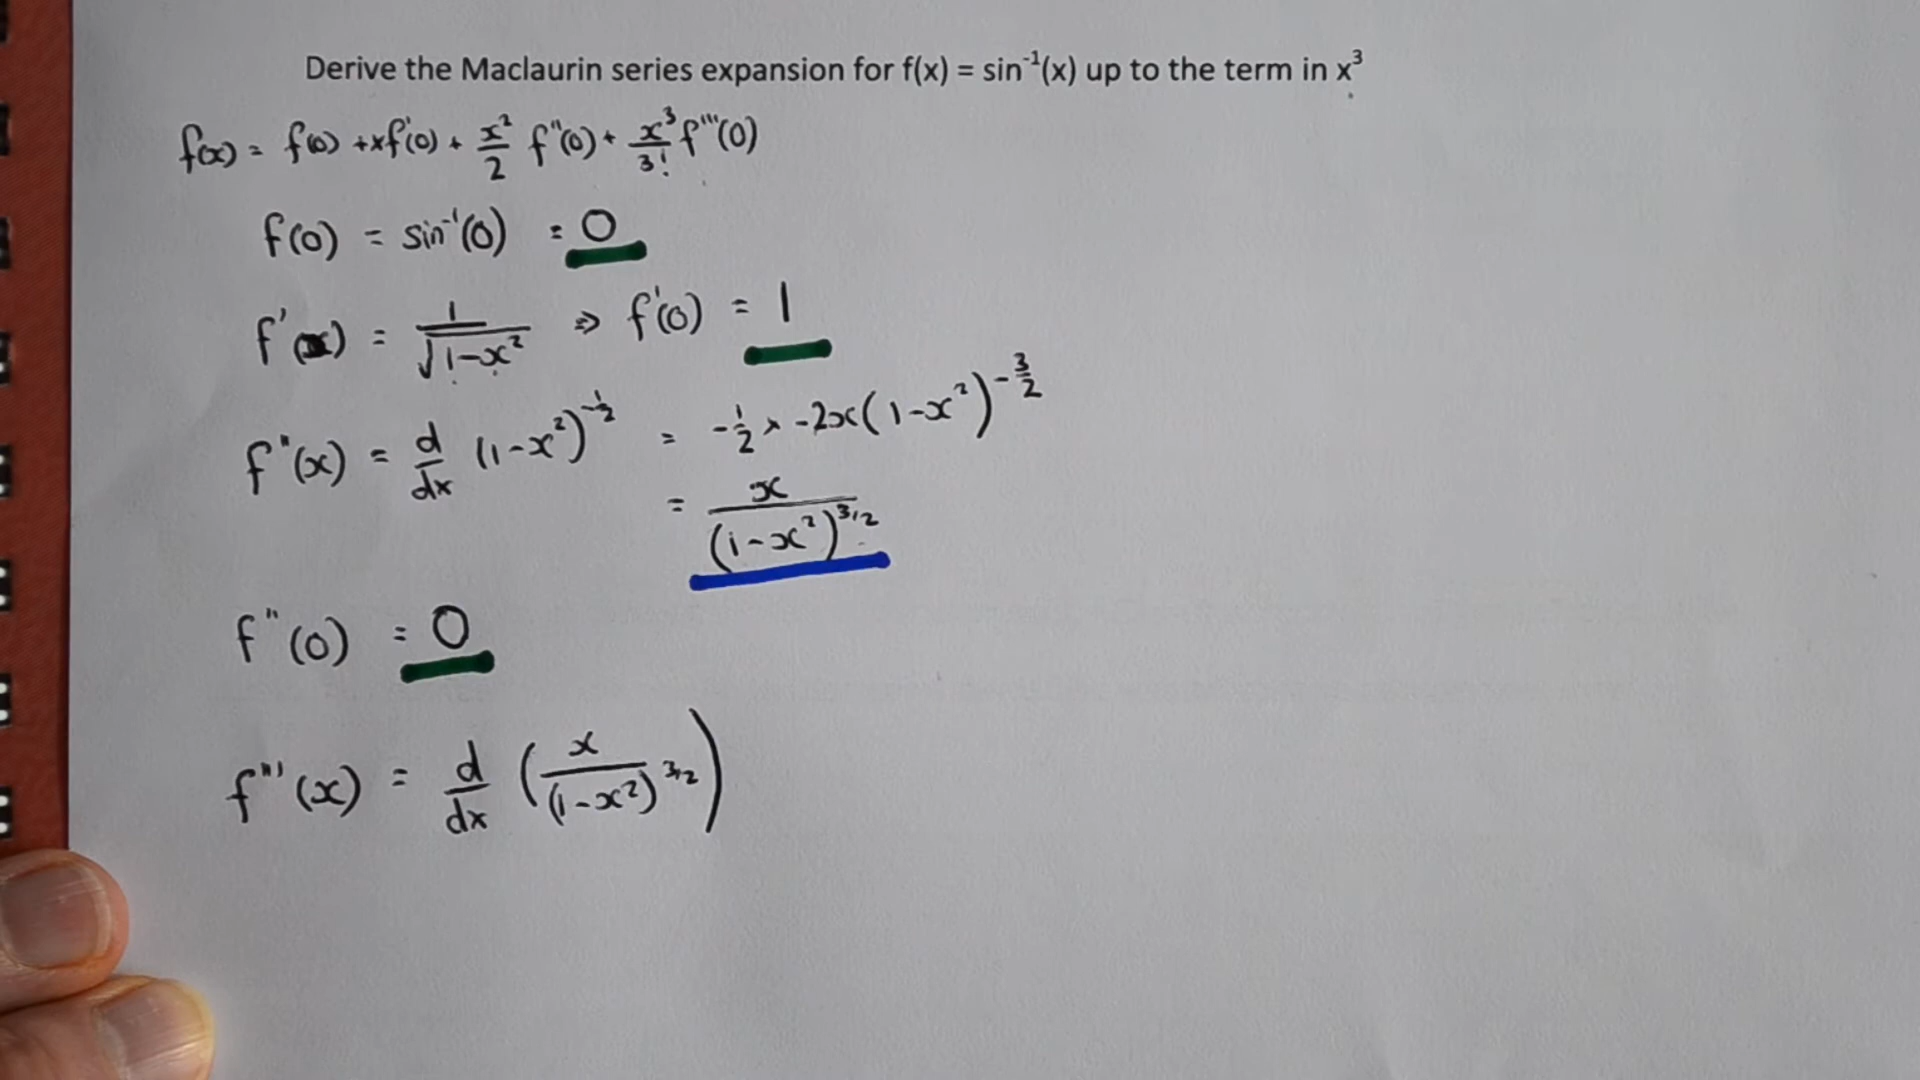 Derive the Maclaurin series expansion for f(x) = sin⁻¹(x) up to the term in x³
f(x) = f(0) + xf'(0) + x²/2 f''(0) + x³/3! f'''(0)
f(0) = sin⁻¹(0) = 0
f'(x) = 1/√(1-x²) ⇒ f'(0) = 1
f''(x) = d/dx (1-x²)^(-1/2) = -1/2 × -2x(1-x²)^(-3/2)
= x/(1-x²)^(3/2)
f''(0) = 0
f'''(x) = d/dx (x/(1-x²)^(3/2))